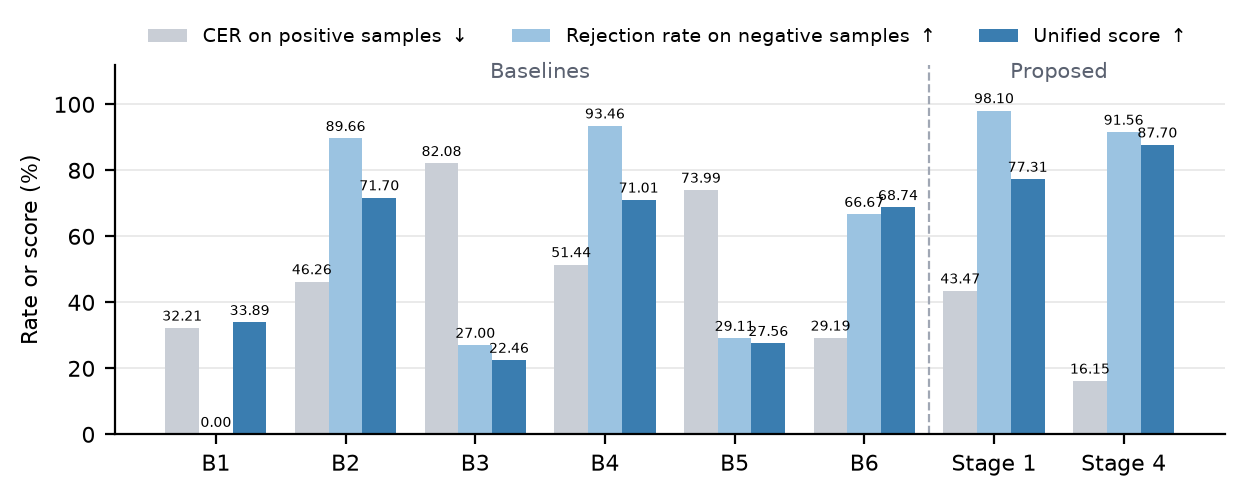 CER on positive samples ↓ Rejection rate on negative samples ↑ Unified score ↑
Baselines Proposed
Rate or score (%)
100
80
60
40
20
0
32.21 0.00 33.89
46.26 89.66 71.70
82.08 27.00 22.46
51.44 93.46 71.01
73.99 29.11 27.56
29.19 66.67 68.74
43.47 98.10 77.31
16.15 91.56 87.70
B1 B2 B3 B4 B5 B6 Stage 1 Stage 4